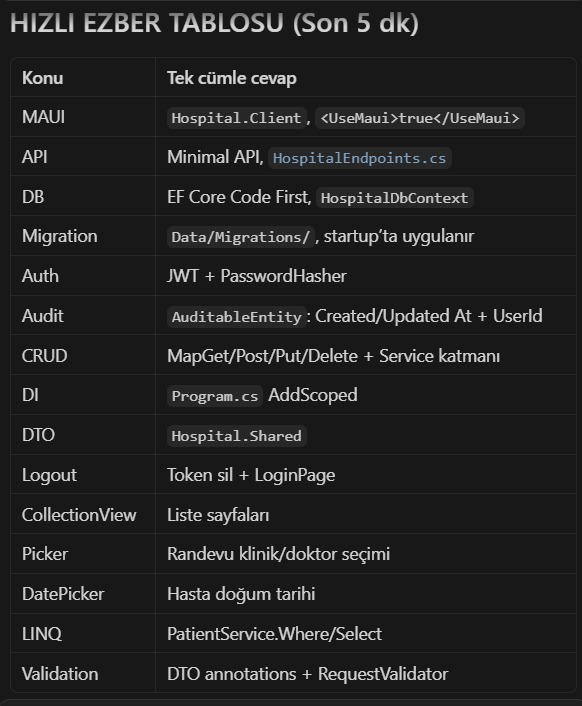 HIZLI EZBER TABLOSU (Son 5 dk)
Konu Tek cümle cevap
MAUI Hospital.Client, <UseMaui>true</UseMaui>
API Minimal API, HospitalEndpoints.cs
DB EF Core Code First, HospitalDbContext
Migration Data/Migrations/, startup’ta uygulanır
Auth JWT + PasswordHasher
Audit AuditableEntity: Created/Updated At + UserId
CRUD MapGet/Post/Put/Delete + Service katmanı
DI Program.cs AddScoped
DTO Hospital.Shared
Logout Token sil + LoginPage
CollectionView Liste sayfaları
Picker Randevu klinik/doktor seçimi
DatePicker Hasta doğum tarihi
LINQ PatientService.Where/Select
Validation DTO annotations + RequestValidator